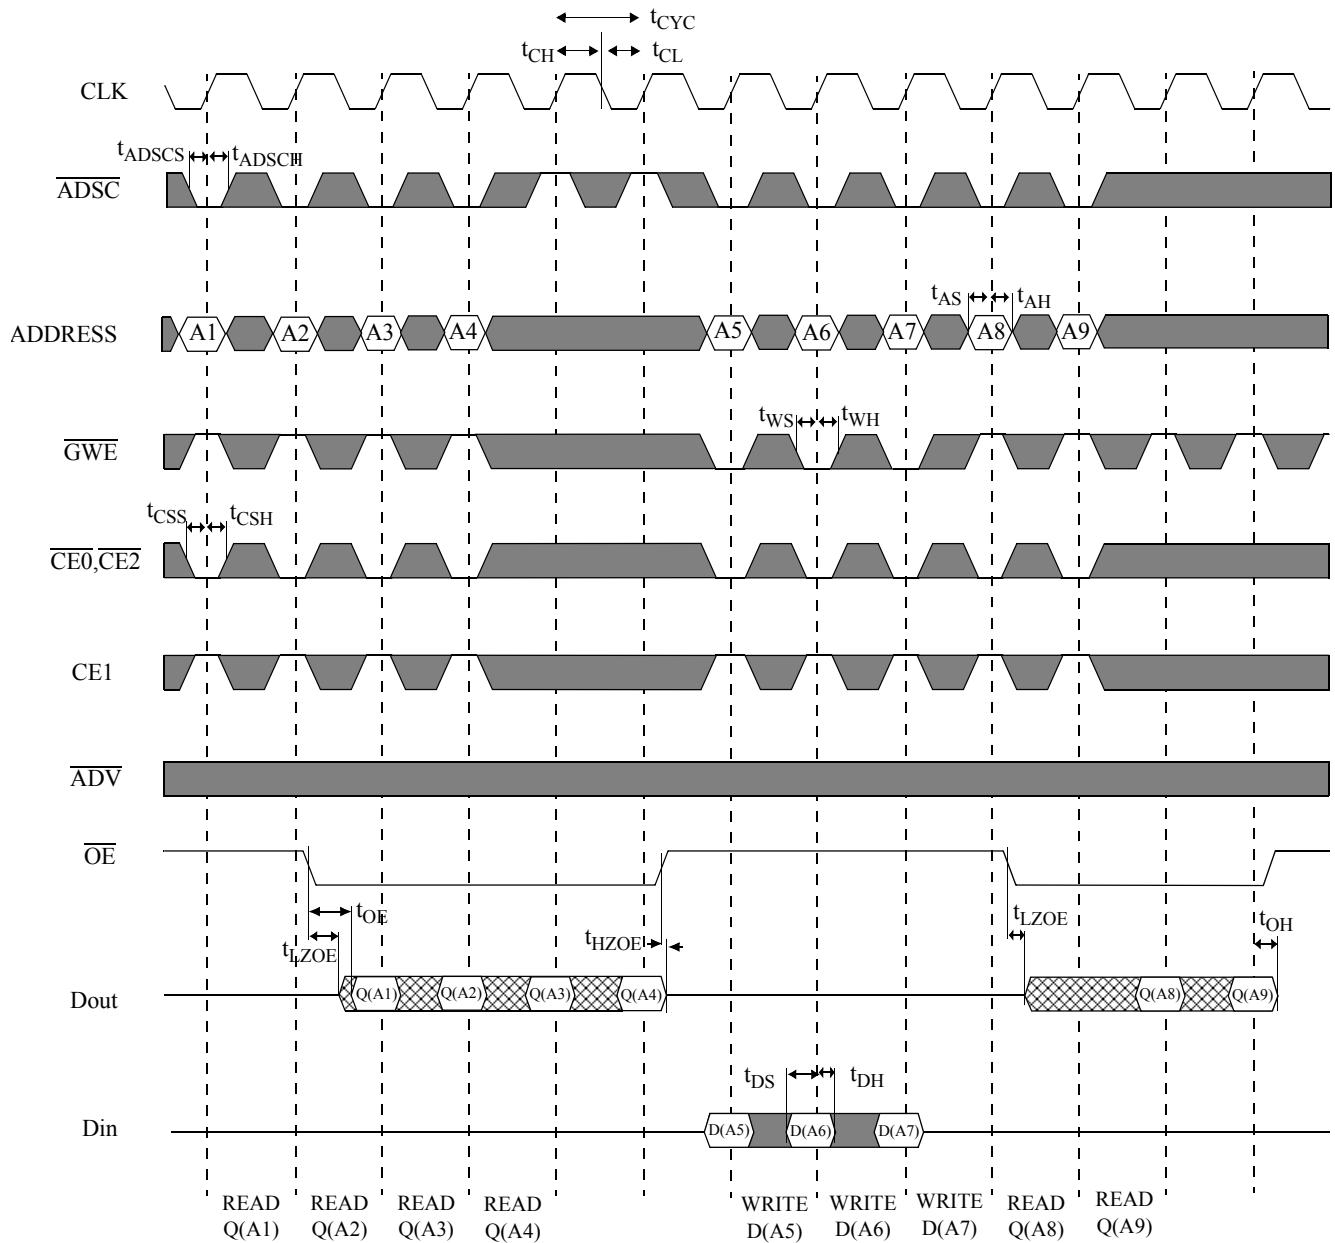 tCYC
tCH tCL
CLK
tADSCS tADSCH
ADSC
tAS tAH
ADDRESS A1 A2 A3 A4 A5 A6 A7 A8 A9
tWS tWH
GWE
tCSS tCSH
CE0,CE2
CE1
ADV
OE
tOE tLZOE tOH
tLZOE tHZOE
Dout Q(A1) Q(A2) Q(A3) Q(A4) Q(A8) Q(A9)
tDS tDH
Din D(A5) D(A6) D(A7)
READ READ READ READ WRITE WRITE WRITE READ READ
Q(A1) Q(A2) Q(A3) Q(A4) D(A5) D(A6) D(A7) Q(A8) Q(A9)